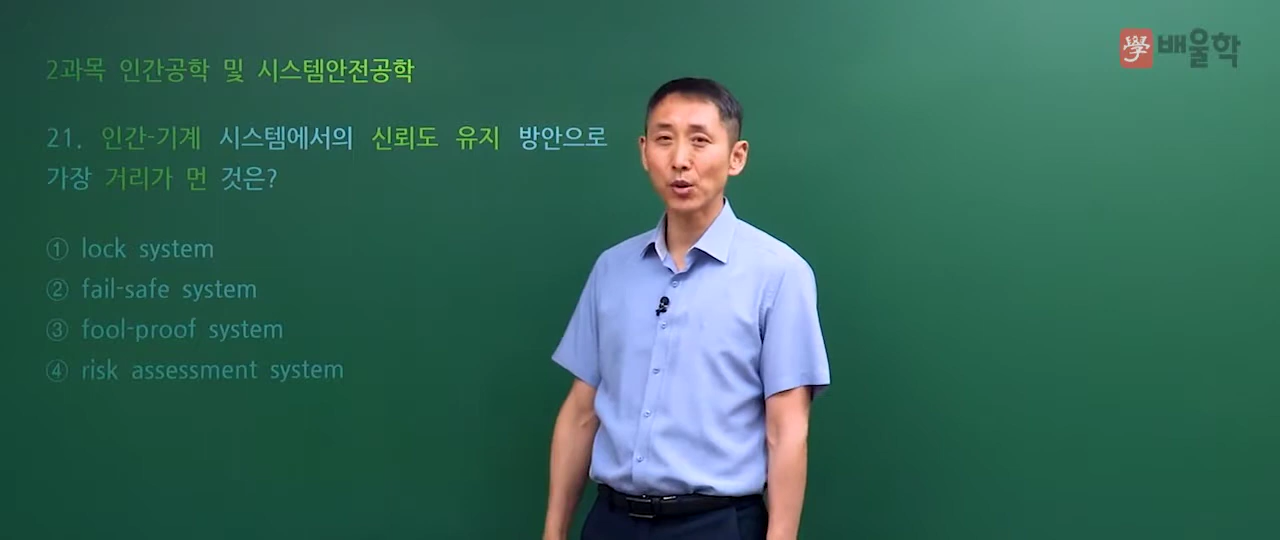 學배울학
2과목 인간공학 및 시스템안전공학
21. 인간-기계 시스템에서의 신뢰도 유지 방안으로
가장 거리가 먼 것은?
① lock system
② fail-safe system
③ fool-proof system
④ risk assessment system